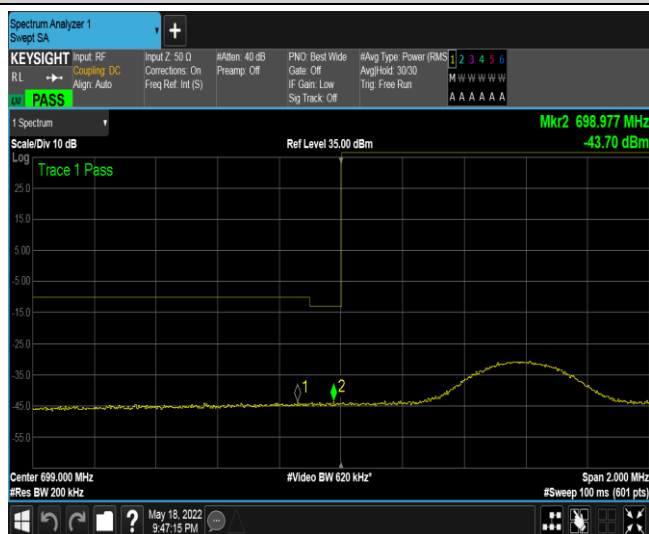 Spectrum Analyzer 1
Swept SA
+
KEYSIGHT
RL
Input: RF
Coupling: DC
Align: Auto
Input Z: 50 Ω
Corrections: On
Freq Ref: Int (S)
#Atten: 40 dB
Preamp: Off
PNO: Best Wide
Gate: Off
IF Gain: Low
Sig Track: Off
#Avg Type: Power (RMS
Avg|Hold: 30/30
Trig: Free Run
1 2 3 4 5 6
M W W W W W
A A A A A A
PASS
1 Spectrum
Mkr2 698.977 MHz
Scale/Div 10 dB
Ref Level 35.00 dBm
-43.70 dBm
Log
Trace 1 Pass
25.0
15.0
5.00
-5.00
-15.0
-25.0
-35.0
-45.0
-55.0
1
2
Center 699.000 MHz
#Video BW 620 kHz*
Span 2.000 MHz
#Res BW 200 kHz
#Sweep 100 ms (601 pts)
?
May 18, 2022
9:47:15 PM